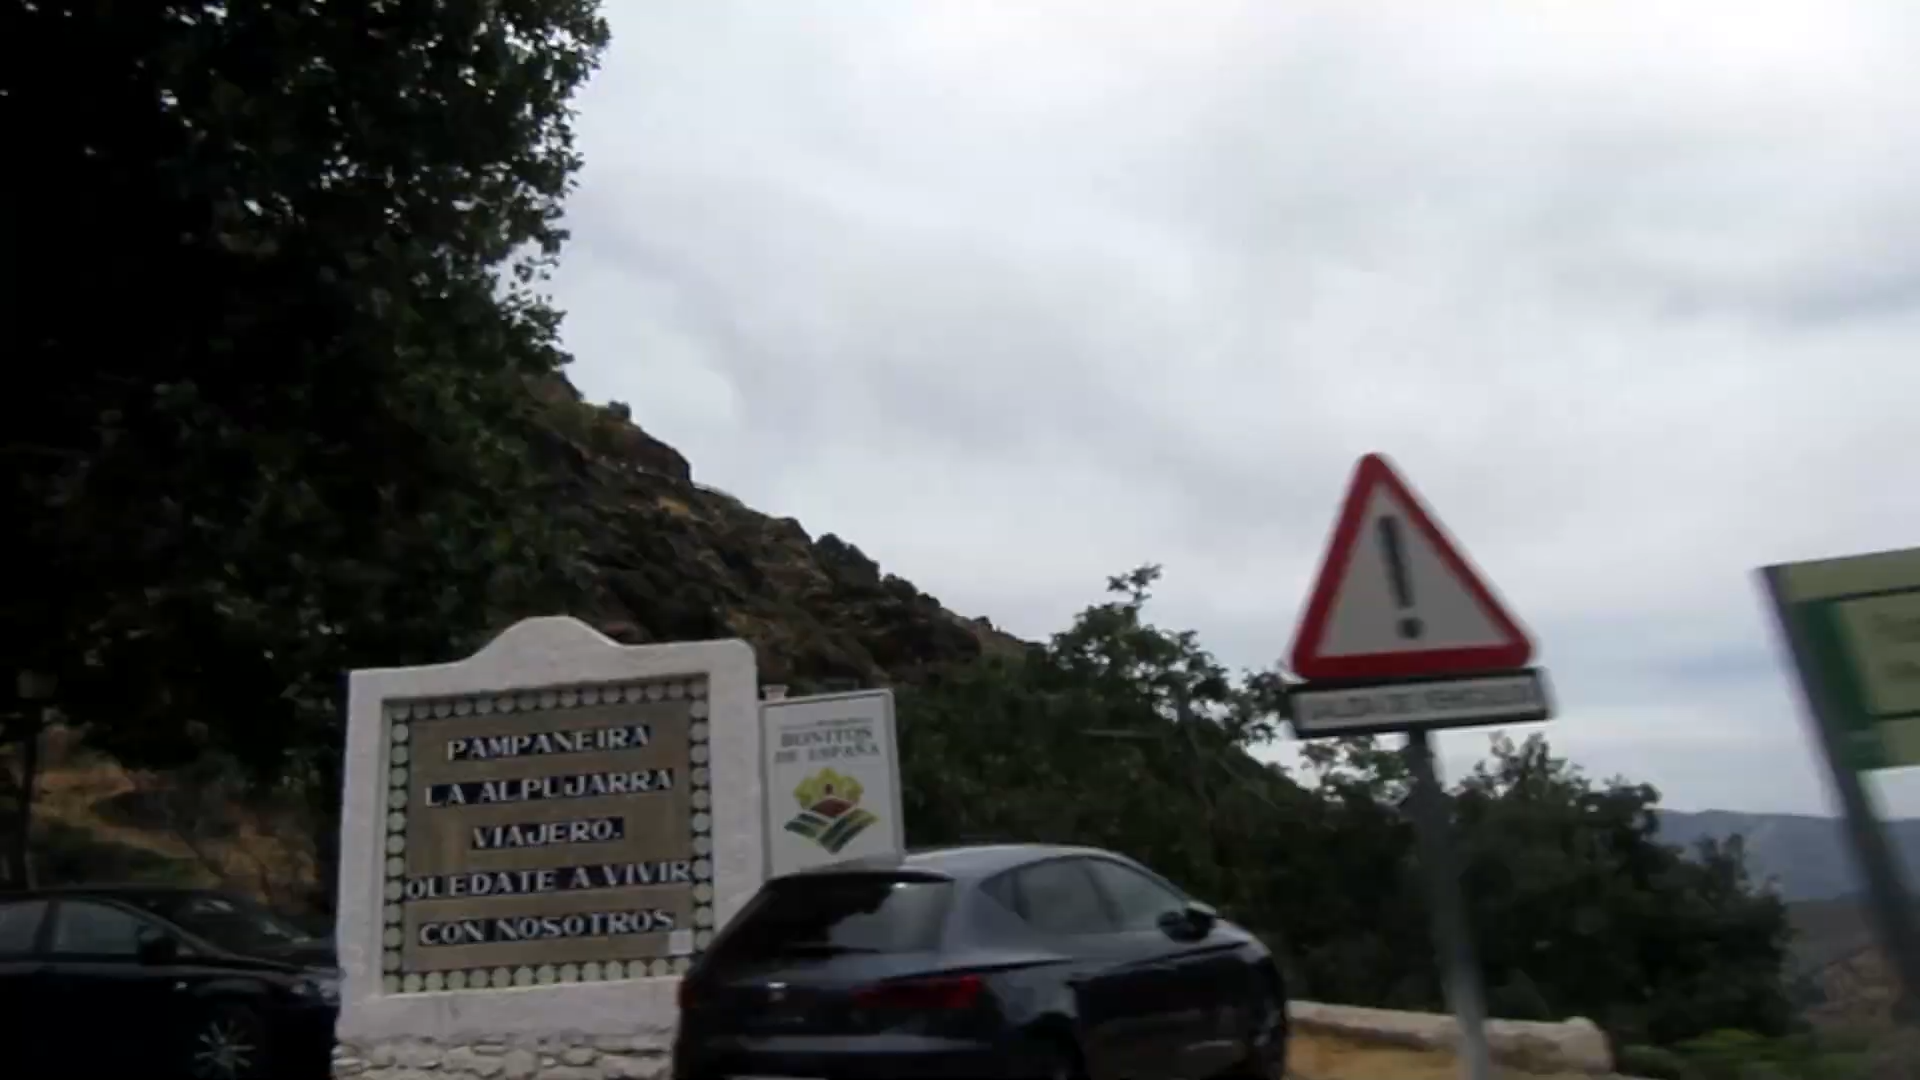 PAMPANEIRA
LA ALPUJARRA
VIAJERO.
QUEDATE A VIVIR
CON NOSOTROS
BONITOS
DE ESPAÑA